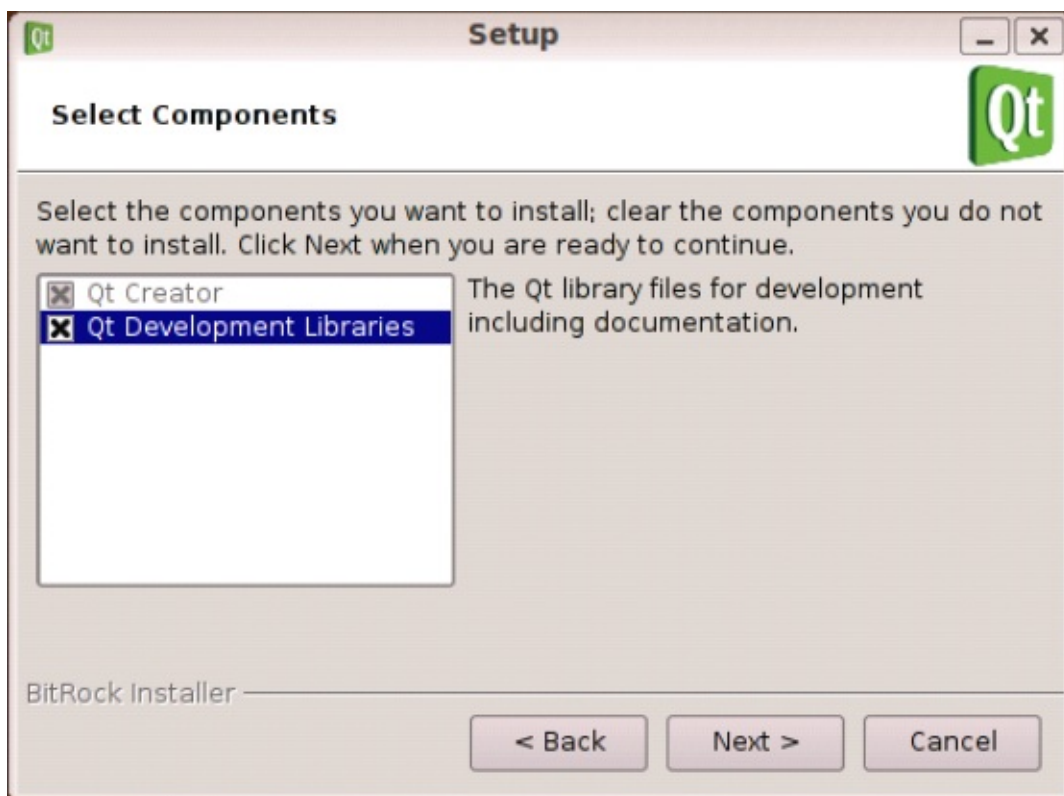 Qt
Setup
Select Components
Qt
Select the components you want to install; clear the components you do not
want to install. Click Next when you are ready to continue.
Qt Creator
Qt Development Libraries
The Qt library files for development
including documentation.
BitRock Installer
< Back
Next >
Cancel